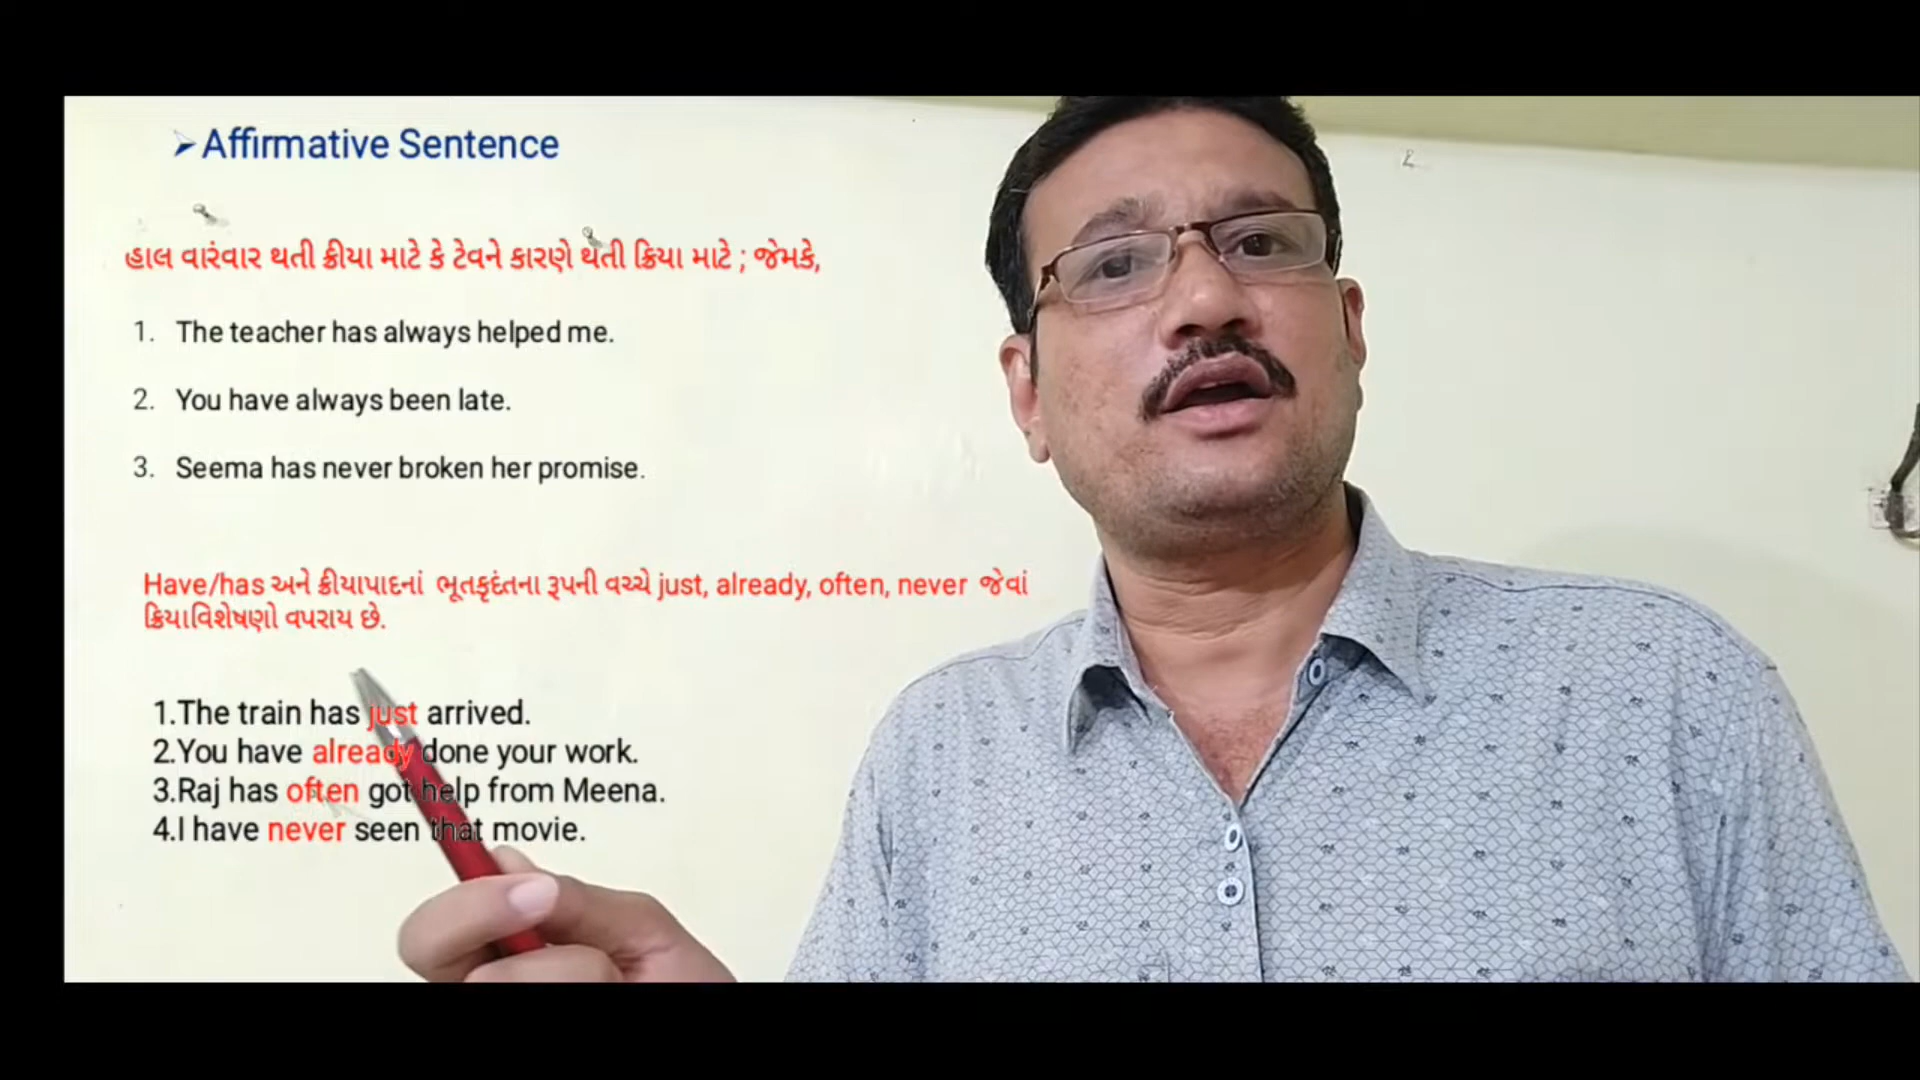 ➢Affirmative Sentence
હાલ વારંવાર થતી ક્રીયા માટે કે ટેવને કારણે થતી ક્રિયા માટે ; જેમકે,
1. The teacher has always helped me.
2. You have always been late.
3. Seema has never broken her promise.
Have/has અને ક્રીયાપાદનાં ભૂતકૃદંતના રૂપની વચ્ચે just, already, often, never જેવાં
ક્રિયાવિશેષણો વપરાય છે.
1.The train has just arrived.
2.You have already done your work.
3.Raj has often got help from Meena.
4.I have never seen that movie.